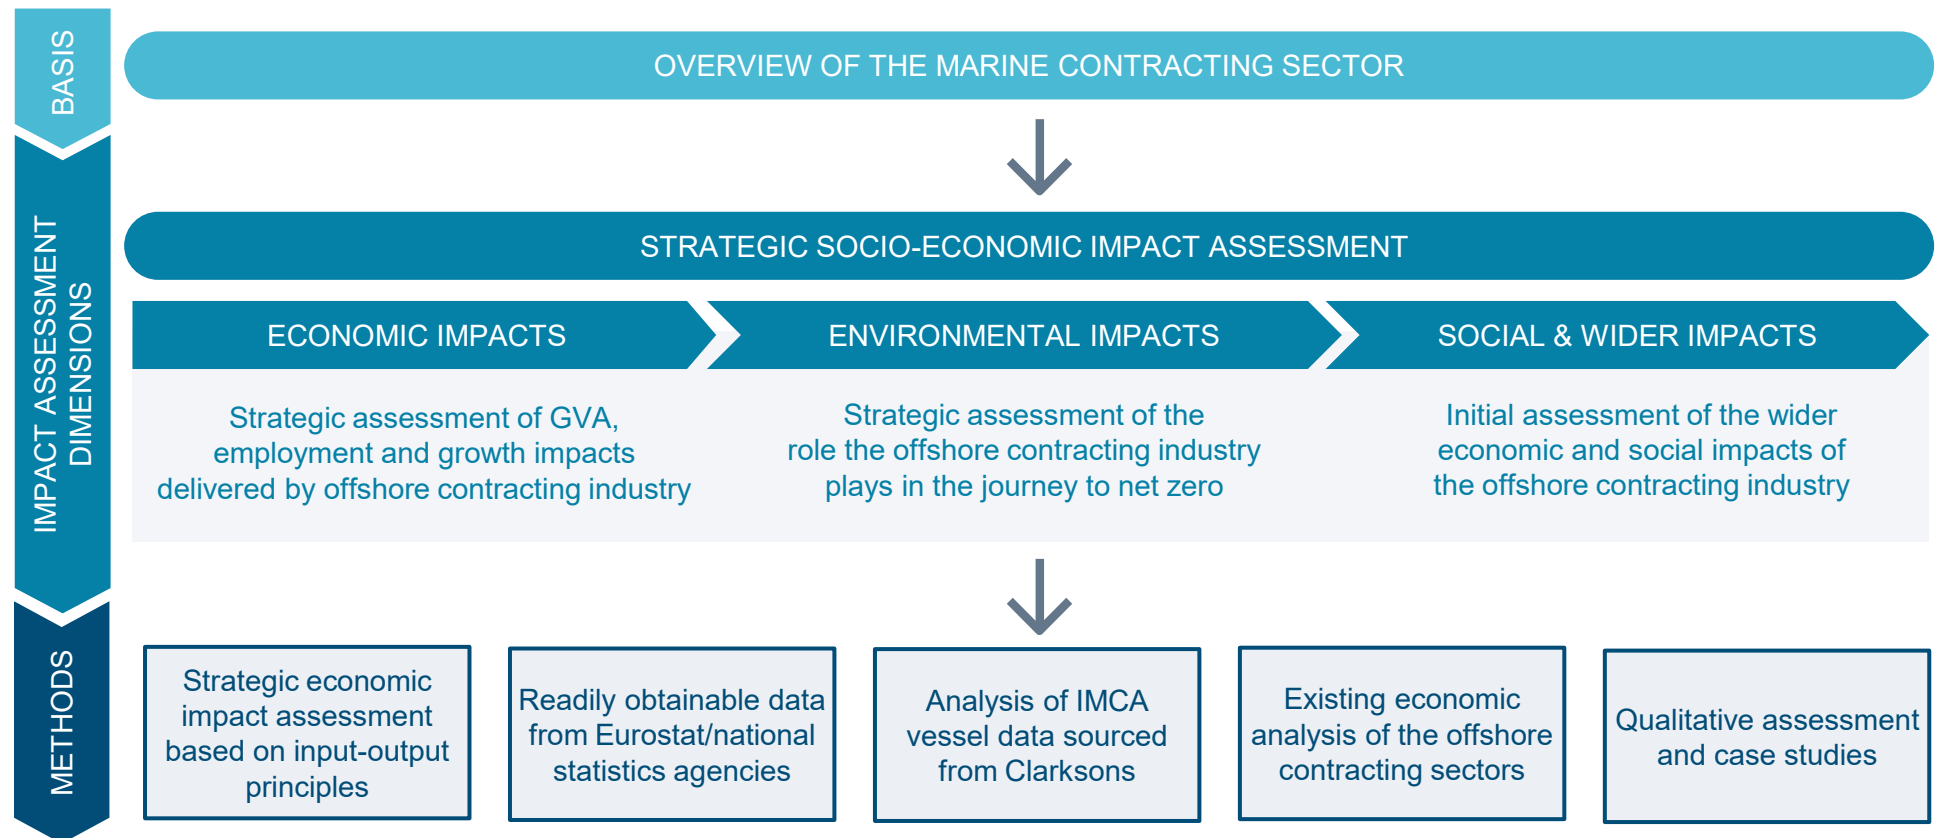 BASIS
OVERVIEW OF THE MARINE CONTRACTING SECTOR
IMPACT ASSESSMENT
DIMENSIONS
STRATEGIC SOCIO-ECONOMIC IMPACT ASSESSMENT
ECONOMIC IMPACTS
Strategic assessment of GVA,
employment and growth impacts
delivered by offshore contracting industry
ENVIRONMENTAL IMPACTS
Strategic assessment of the
role the offshore contracting industry
plays in the journey to net zero
SOCIAL & WIDER IMPACTS
Initial assessment of the wider
economic and social impacts of
the offshore contracting industry
METHODS
Strategic economic
impact assessment
based on input-output
principles
Readily obtainable data
from Eurostat/national
statistics agencies
Analysis of IMCA
vessel data sourced
from Clarksons
Existing economic
analysis of the offshore
contracting sectors
Qualitative assessment
and case studies